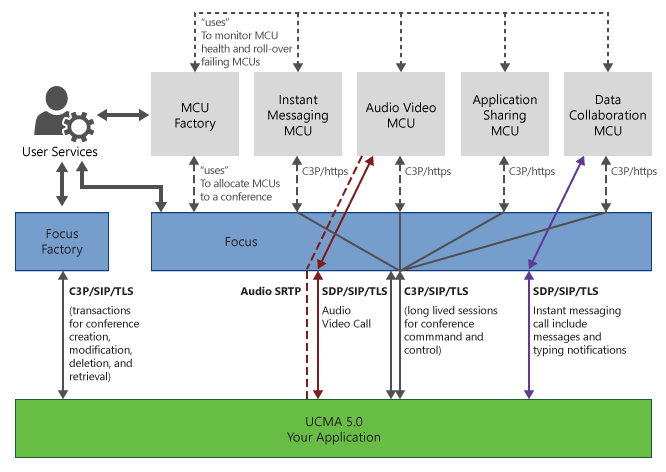 “uses”
To monitor MCU
health and roll-over
failing MCUs
MCU
Factory
Instant
Messaging
MCU
Audio Video
MCU
Application
Sharing
MCU
Data
Collaboration
MCU
User Services
“uses”
To allocate MCUs
to a conference
C3P/https
C3P/https
C3P/https
C3P/https
Focus
Factory
Focus
C3P/SIP/TLS
(transactions
for conference
creation,
modification,
deletion, and
retrieval)
Audio SRTP
SDP/SIP/TLS
Audio
Video Call
C3P/SIP/TLS
(long lived sessions
for conference
commmand and
control)
SDP/SIP/TLS
Instant messaging
call include
messages and
typing notifications
UCMA 5.0
Your Application